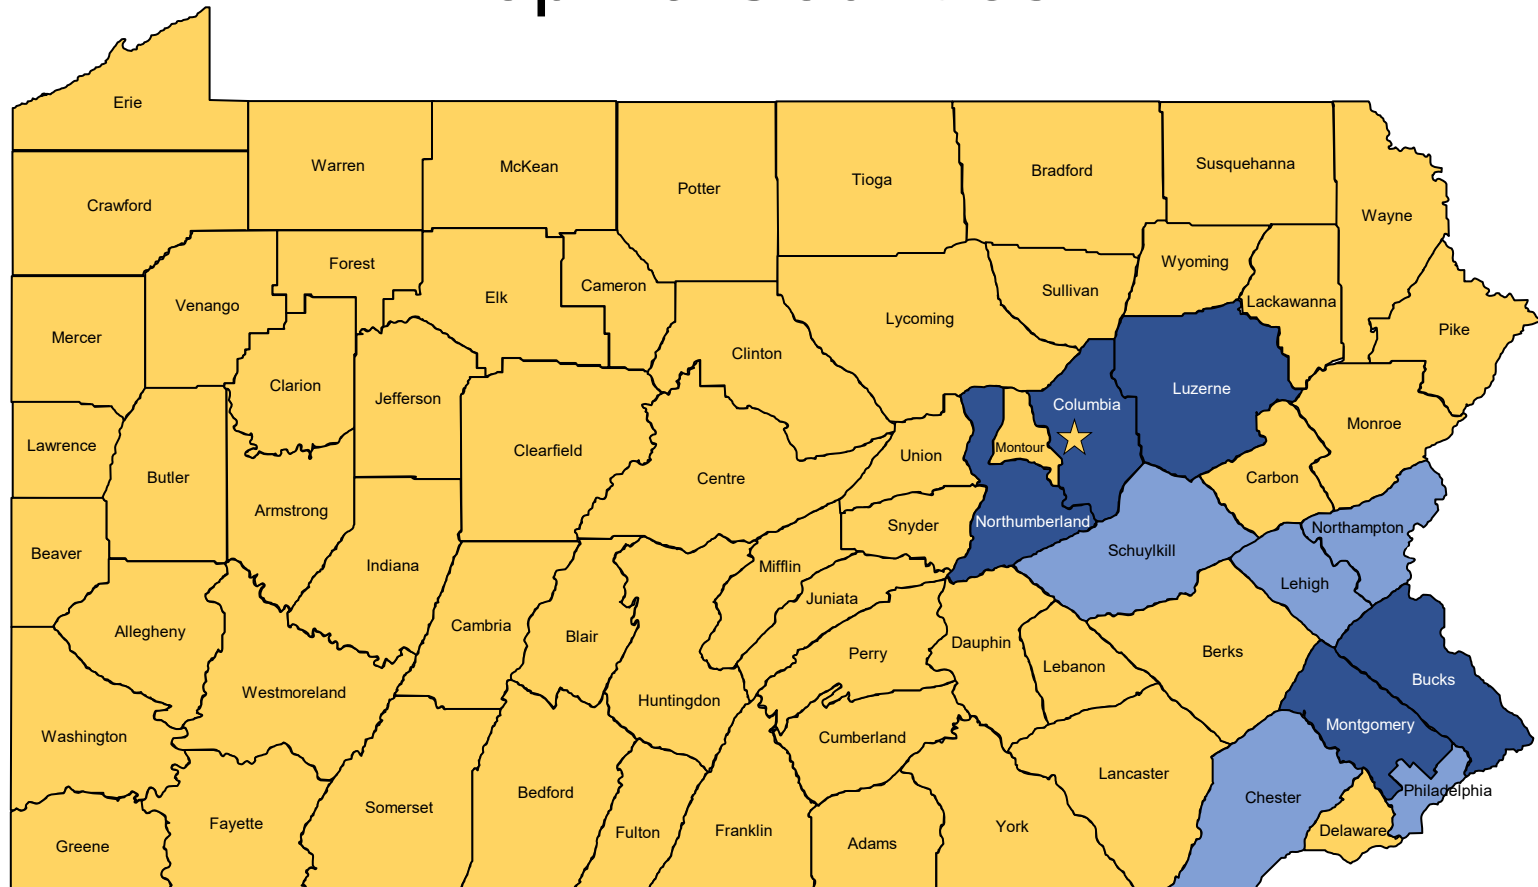 Erie
Warren
McKean
Potter
Tioga
Bradford
Susquehanna
Wayne
Crawford
Forest
Elk
Cameron
Sullivan
Wyoming
Lackawanna
Venango
Mercer
Lycoming
Pike
Clinton
Clarion
Jefferson
Luzerne
Columbia
Monroe
Lawrence
Butler
Clearfield
Centre
Union
Montour
Carbon
Armstrong
Snyder
Northumberland
Northampton
Schuylkill
Beaver
Indiana
Mifflin
Lehigh
Juniata
Allegheny
Cambria
Blair
Perry
Dauphin
Lebanon
Berks
Bucks
Westmoreland
Huntingdon
Montgomery
Washington
Cumberland
Lancaster
Bedford
Chester
Philadelphia
Somerset
Greene
Fayette
Fulton
Franklin
Adams
York
Delaware